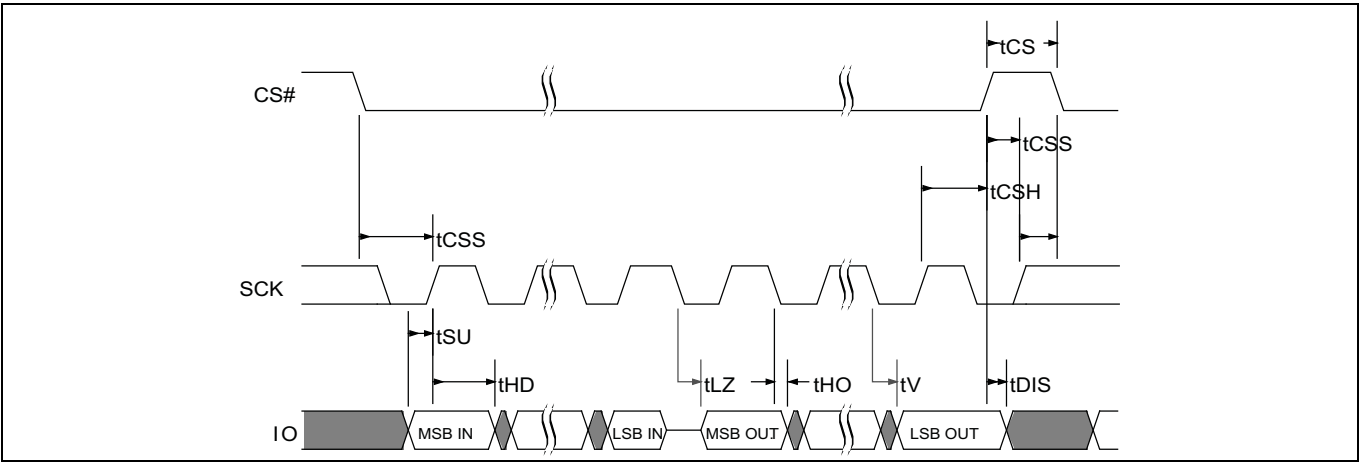 tCS
CS#
tCSS
tCSH
tCSS
SCK
tSU
tHD
tLZ
tHO
tV
tDIS
IO
MSB IN
LSB IN
MSB OUT
LSB OUT